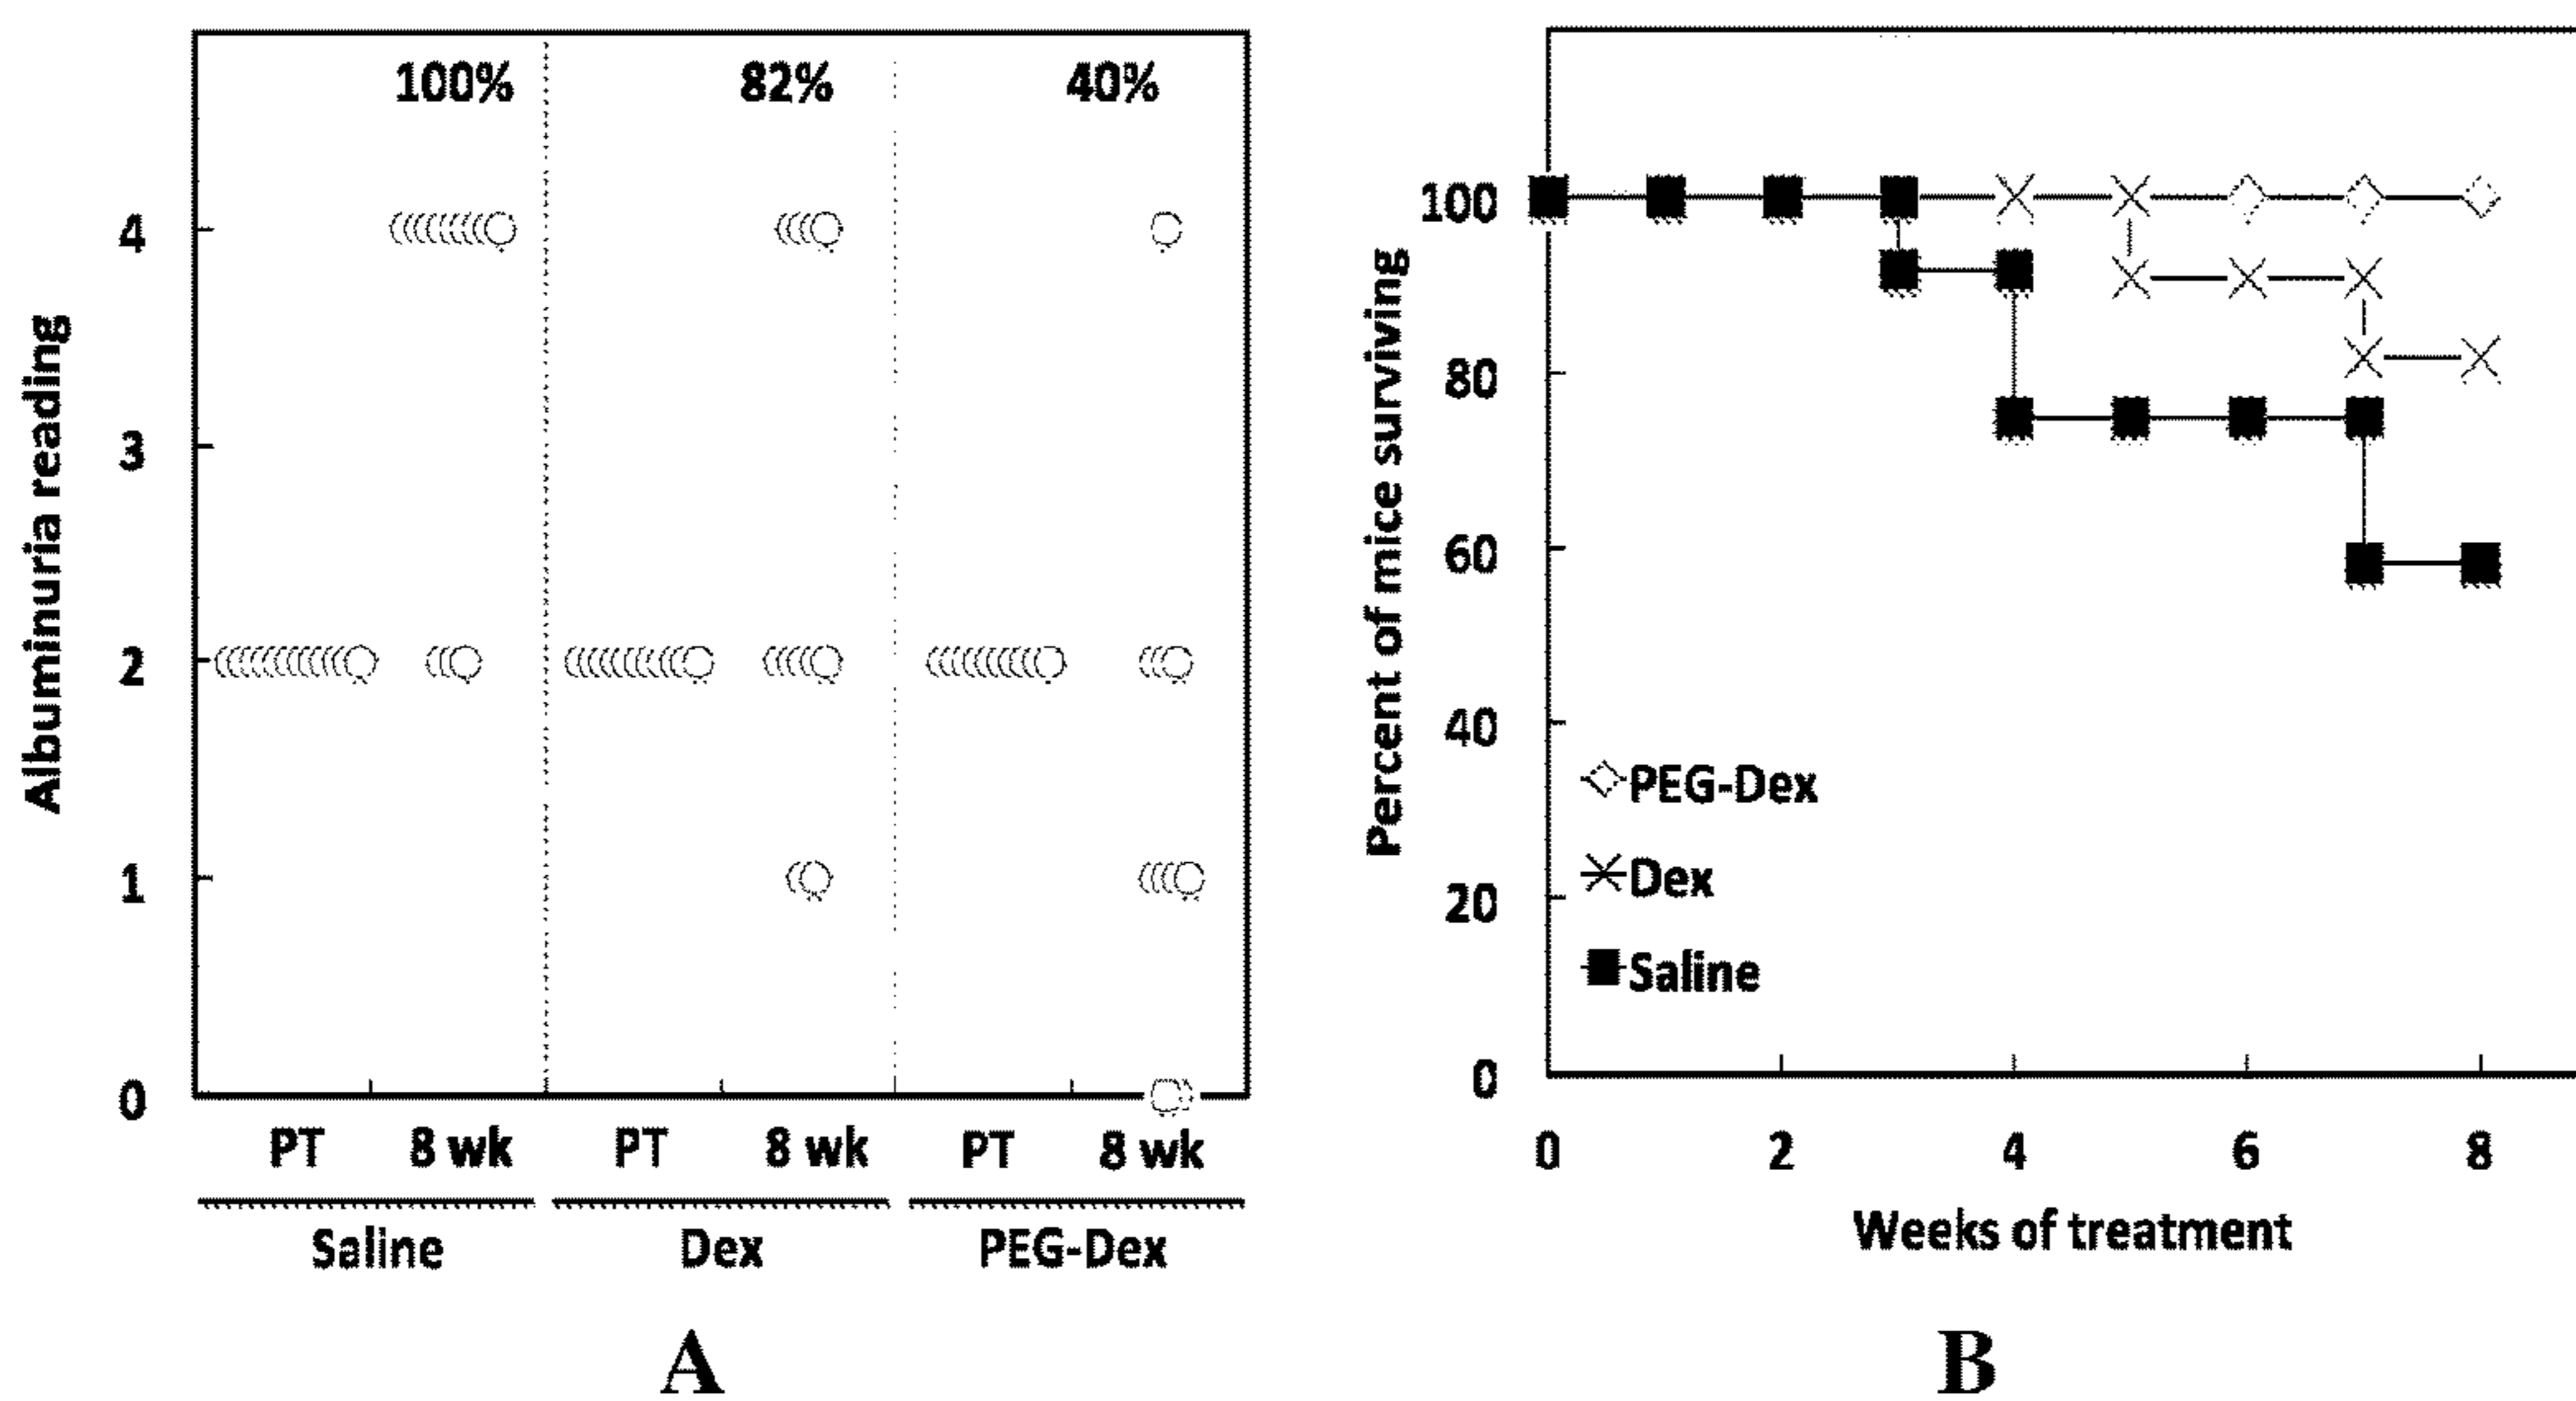 100% 82% 40%
Albuminuria reading
4
3
2
1
0
PT 8 wk PT 8 wk PT 8 wk
Saline Dex PEG-Dex
A
Percent of mice surviving
100
80
60
40
20
0
PEG-Dex
Dex
Saline
0 2 4 6 8
Weeks of treatment
B